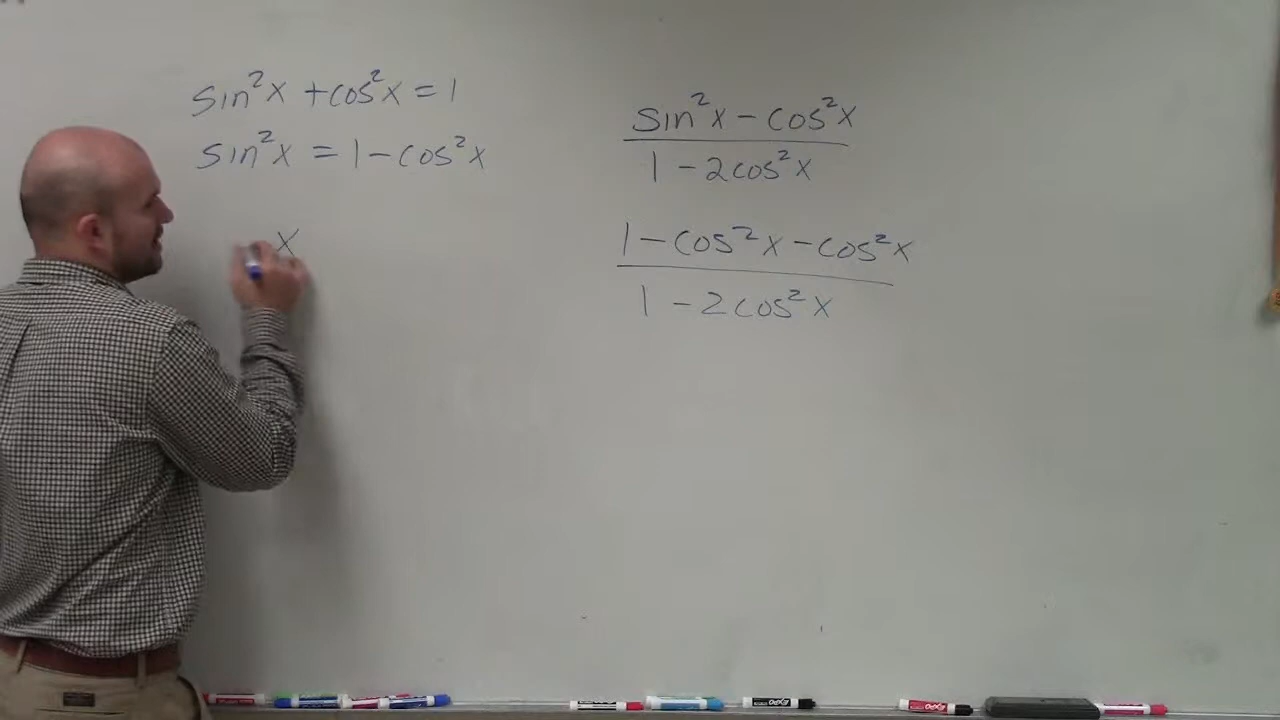 sin²x + cos²x = 1
sin²x = 1 - cos²x
x
sin²x - cos²x
1 - 2cos²x
1 - cos²x - cos²x
1 - 2cos²x